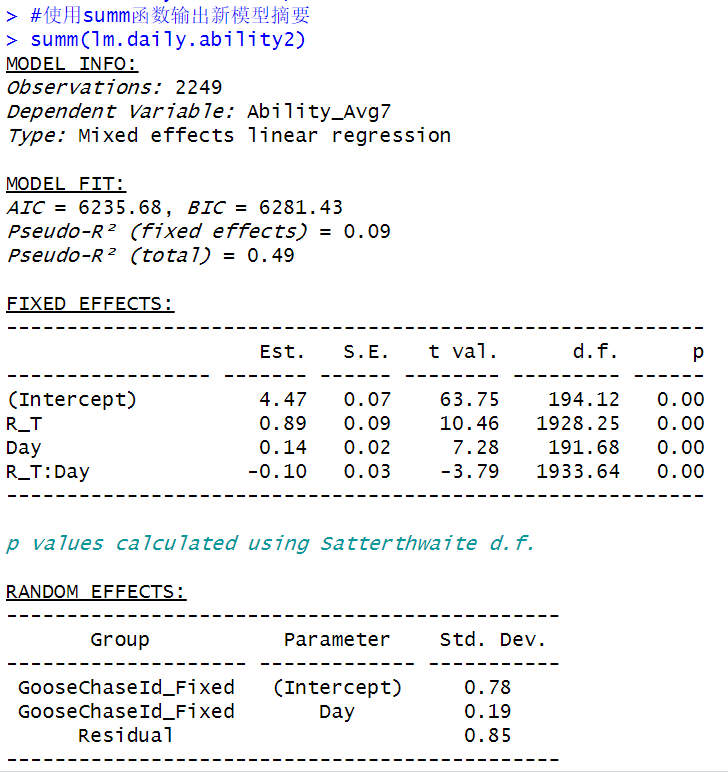 > #使用summ函数输出新模型摘要
> summ(lm.daily.ability2)
MODEL INFO:
Observations: 2249
Dependent Variable: Ability_Avg7
Type: Mixed effects linear regression
MODEL FIT:
AIC = 6235.68, BIC = 6281.43
Pseudo-R² (fixed effects) = 0.09
Pseudo-R² (total) = 0.49
FIXED EFFECTS:
-----------------------------------------------------------
Est. S.E. t val. d.f. p
----------------- ------- ------ -------- --------- ------
(Intercept) 4.47 0.07 63.75 194.12 0.00
R_T 0.89 0.09 10.46 1928.25 0.00
Day 0.14 0.02 7.28 191.68 0.00
R_T:Day -0.10 0.03 -3.79 1933.64 0.00
-----------------------------------------------------------
p values calculated using Satterthwaite d.f.
RANDOM EFFECTS:
----------------------------------------------
Group Parameter Std. Dev.
-------------------- ------------- -----------
GooseChaseId_Fixed (Intercept) 0.78
GooseChaseId_Fixed Day 0.19
Residual 0.85
----------------------------------------------